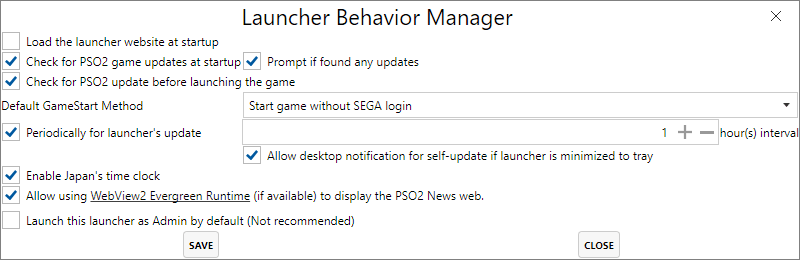 Launcher Behavior Manager
Load the launcher website at startup
Check for PSO2 game updates at startup Prompt if found any updates
Check for PSO2 update before launching the game
Default GameStart Method Start game without SEGA login
Periodically for launcher's update 1 hour(s) interval
Allow desktop notification for self-update if launcher is minimized to tray
Enable Japan's time clock
Allow using WebView2 Evergreen Runtime (if available) to display the PSO2 News web.
Launch this launcher as Admin by default (Not recommended)
SAVE CLOSE